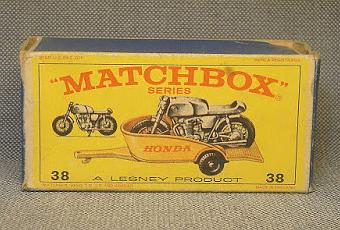 "MATCHBOX"
SERIES
HONDA
38
38
A LESNEY PRODUCT